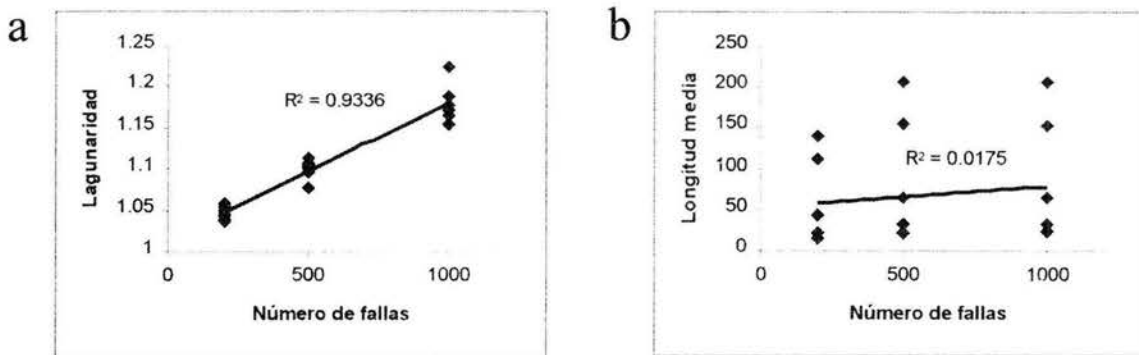 a
1.25
1.2
1.15
1.1
1.05
1
Lagunaridad
R² = 0.9336
0
500
1000
Número de fallas
b
250
200
150
100
50
0
Longitud media
R² = 0.0175
0
500
1000
Número de fallas